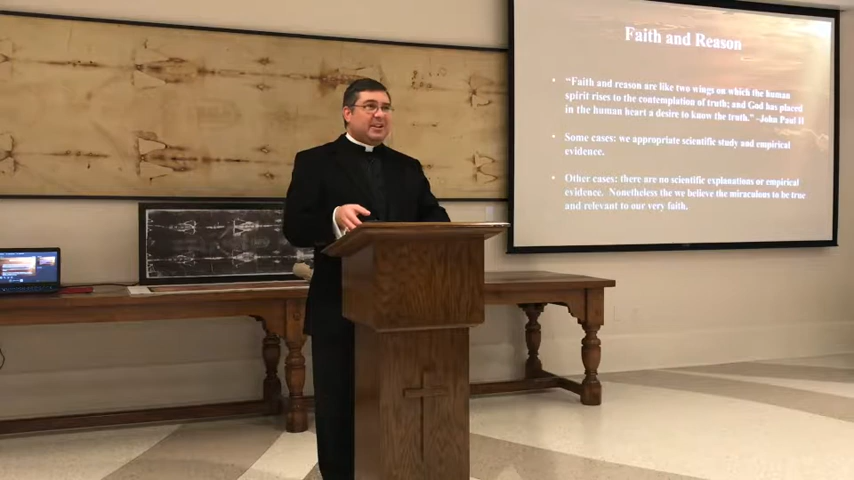 Faith and Reason
• "Faith and reason are like two wings on which the human
spirit rises to the contemplation of truth; and God has placed
in the human heart a desire to know the truth." –John Paul II
• Some cases: we appropriate scientific study and empirical
evidence.
• Other cases: there are no scientific explanations or empirical
evidence. Nonetheless we believe the miraculous to be true
and relevant to our very faith.